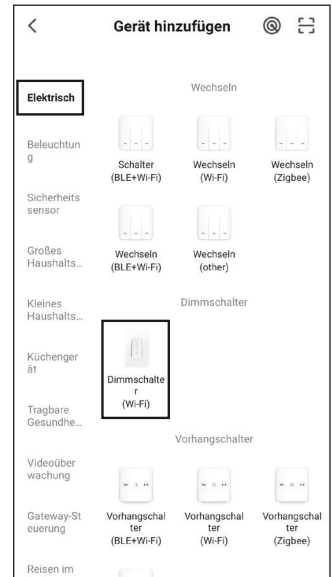 Gerät hinzufügen
Elektrisch
Beleuchtun
g
Sicherheits
sensor
Großes
Haushalts...
Kleines
Haushalts...
Küchenger
ät
Tragbare
Gesundhe...
Videoüber
wachung
Gateway-St
euerung
Reisen im
Wechseln
Schalter
(BLE+Wi-Fi)
Wechseln
(Wi-Fi)
Wechseln
(Zigbee)
Wechseln
(BLE+Wi-Fi)
Wechseln
(other)
Dimmschalter
Dimmschalte
r
(Wi-Fi)
Vorhangschalter
Vorhangschal
ter
(BLE+Wi-Fi)
Vorhangschal
ter
(Wi-Fi)
Vorhangschal
ter
(Zigbee)